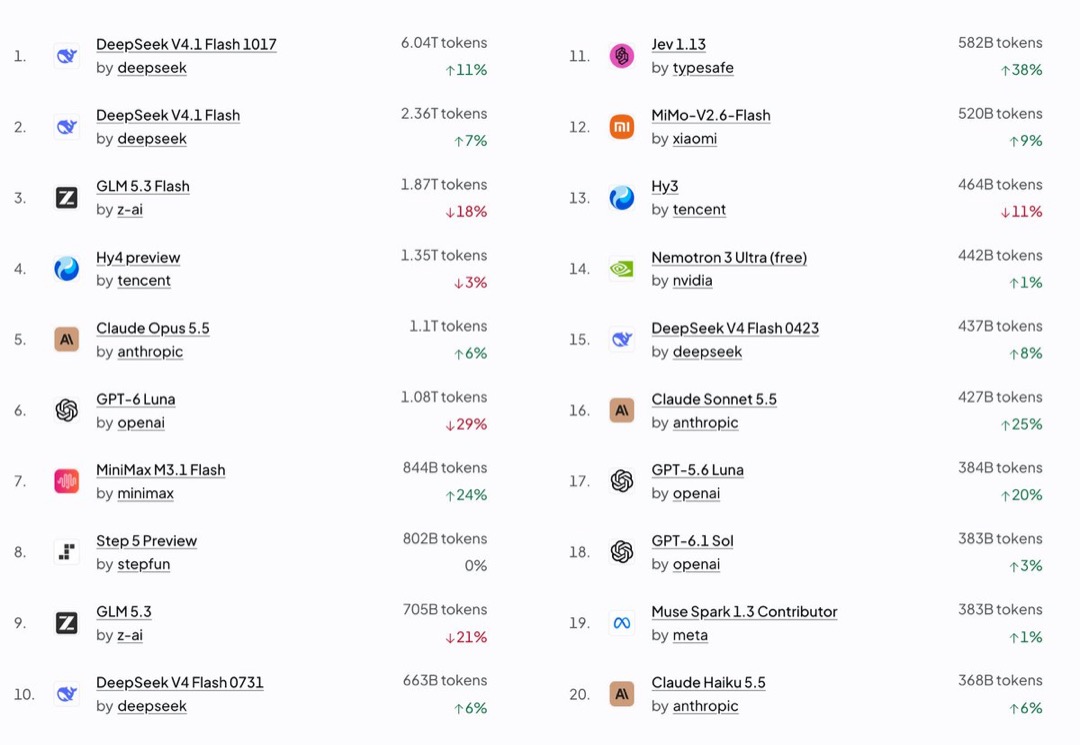 1.
DeepSeek V4.1 Flash 1017
by deepseek
6.04T tokens
↑11%
2.
DeepSeek V4.1 Flash
by deepseek
2.36T tokens
↑7%
3.
GLM 5.3 Flash
by z-ai
1.87T tokens
↓18%
4.
Hy4 preview
by tencent
1.35T tokens
↓3%
5.
Claude Opus 5.5
by anthropic
1.1T tokens
↑6%
6.
GPT-6 Luna
by openai
1.08T tokens
↓29%
7.
MiniMax M3.1 Flash
by minimax
844B tokens
↑24%
8.
Step 5 Preview
by stepfun
802B tokens
0%
9.
GLM 5.3
by z-ai
705B tokens
↓21%
10.
DeepSeek V4 Flash 0731
by deepseek
663B tokens
↑6%
11.
Jev 1.13
by typesafe
582B tokens
↑38%
12.
MiMo-V2.6-Flash
by xiaomi
520B tokens
↑9%
13.
Hy3
by tencent
464B tokens
↓11%
14.
Nemotron 3 Ultra (free)
by nvidia
442B tokens
↑1%
15.
DeepSeek V4 Flash 0423
by deepseek
437B tokens
↑8%
16.
Claude Sonnet 5.5
by anthropic
427B tokens
↑25%
17.
GPT-5.6 Luna
by openai
384B tokens
↑20%
18.
GPT-6.1 Sol
by openai
383B tokens
↑3%
19.
Muse Spark 1.3 Contributor
by meta
383B tokens
↑1%
20.
Claude Haiku 5.5
by anthropic
368B tokens
↑6%